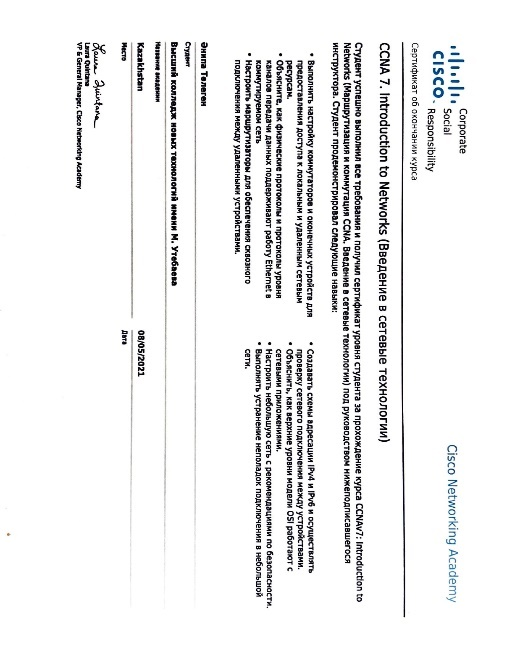 Corporate
Social
Responsibility
CISCO
Cisco Networking Academy
Сертификат об окончании курса
CCNA 7. Introduction to Networks (Введение в сетевые технологии)
Студент успешно выполнил все требования и получил сертификат уровня студента за прохождение курса CCNAv7: Introduction to
Networks (Маршрутизация и коммутация CCNA. Введение в сетевые технологии) под руководством нижеподписавшегося
инструктора. Студент продемонстрировал следующие навыки:
• Выполнить настройку коммутаторов и оконечных устройств для
предоставления доступа к локальным и удаленным сетевым
ресурсам.
• Объясните, как физические протоколы и протоколы уровня
каналов передачи данных поддерживают работу Ethernet в
коммутируемой сети
• Настроить маршрутизаторы для обеспечения сквозного
подключения между удаленными устройствами.
• Создавать схемы адресации IPv4 и IPv6 и осуществлять
проверку сетевого подключения между устройствами.
• Объяснить, как верхние уровни модели OSI работают с
сетевыми приложениями.
• Настроить небольшую сеть с рекомендациями по безопасности.
• Выполнять устранение неполадок подключения в небольшой
сети.
Әнипа Төлеген
Студент
Высший колледж новых технологий имени М. Утебаева
Название академии
Kazakhstan
Место
08/05/2021
Дата
Laura Quintana
Laura Quintana
VP & General Manager, Cisco Networking Academy